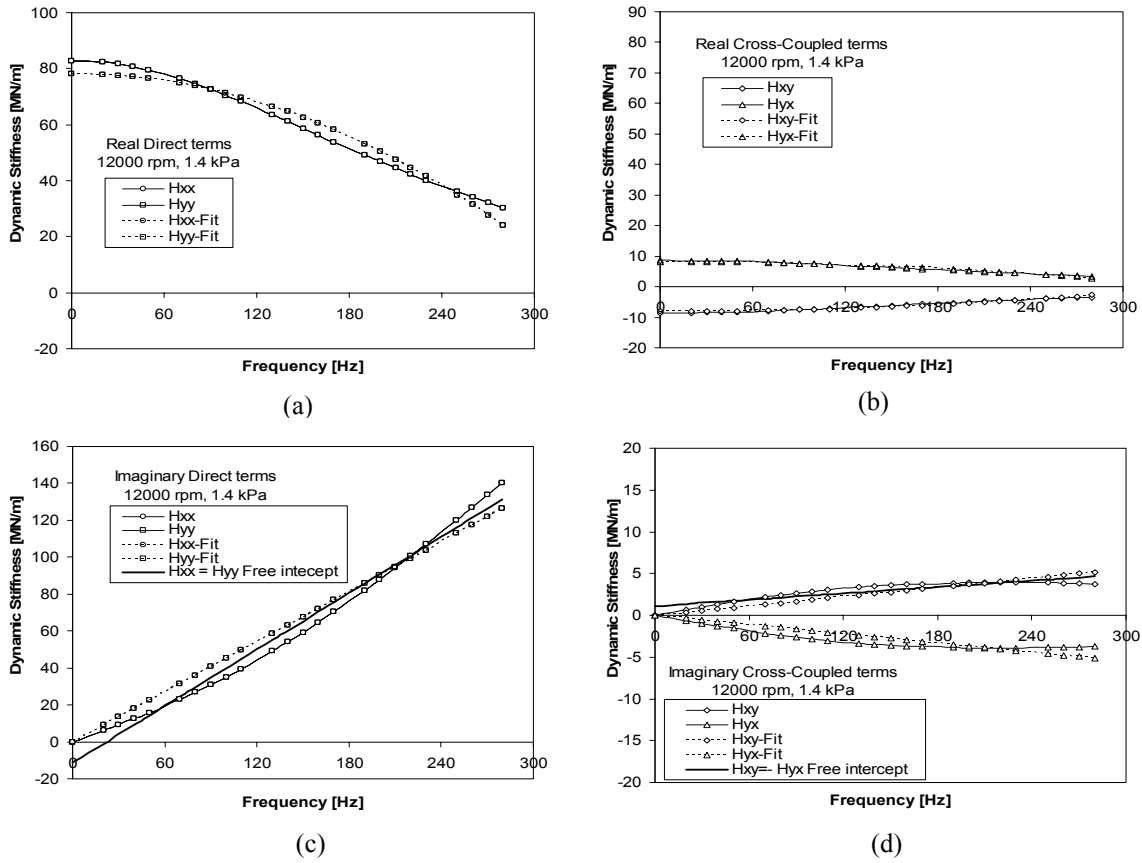 100
80
60
40
20
0
-20
Dynamic Stiffness [MN/m]
Real Direct terms
12000 rpm, 1.4 kPa
Hxx
Hyy
Hxx-Fit
Hyy-Fit
0 60 120 180 240 300
Frequency [Hz]
(a)
90
80
70
60
50
40
30
20
10
0
-10
-20
Dynamic Stiffness [MN/m]
Real Cross-Coupled terms
12000 rpm, 1.4 kPa
Hxy
Hyx
Hxy-Fit
Hyx-Fit
0 60 120 180 240 300
Frequency [Hz]
(b)
160
140
120
100
80
60
40
20
0
-20
Dynamic Stiffness [MN/m]
Imaginary Direct terms
12000 rpm, 1.4 kPa
Hxx
Hyy
Hxx-Fit
Hyy-Fit
Hxx = Hyy Free intecept
0 60 120 180 240 300
Frequency [Hz]
(c)
20
15
10
5
0
-5
-10
-15
-20
Dynamic Stiffness [MN/m]
0 60 120 180 240 300
Imaginary Cross-Coupled terms
12000 rpm, 1.4 kPa
Hxy
Hyx
Hxy-Fit
Hyx-Fit
Hxy=- Hyx Free intercept
Frequency [Hz]
(d)